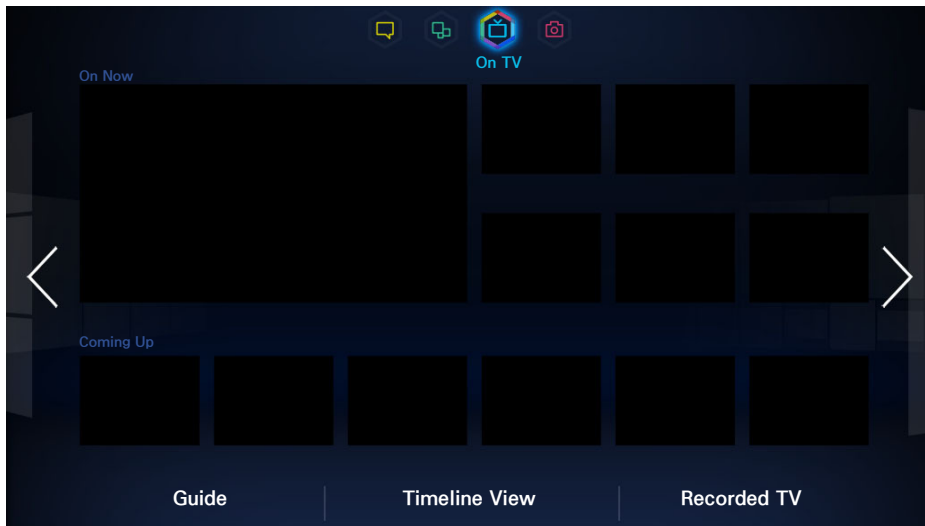 On TV
On Now
Coming Up
Guide
Timeline View
Recorded TV